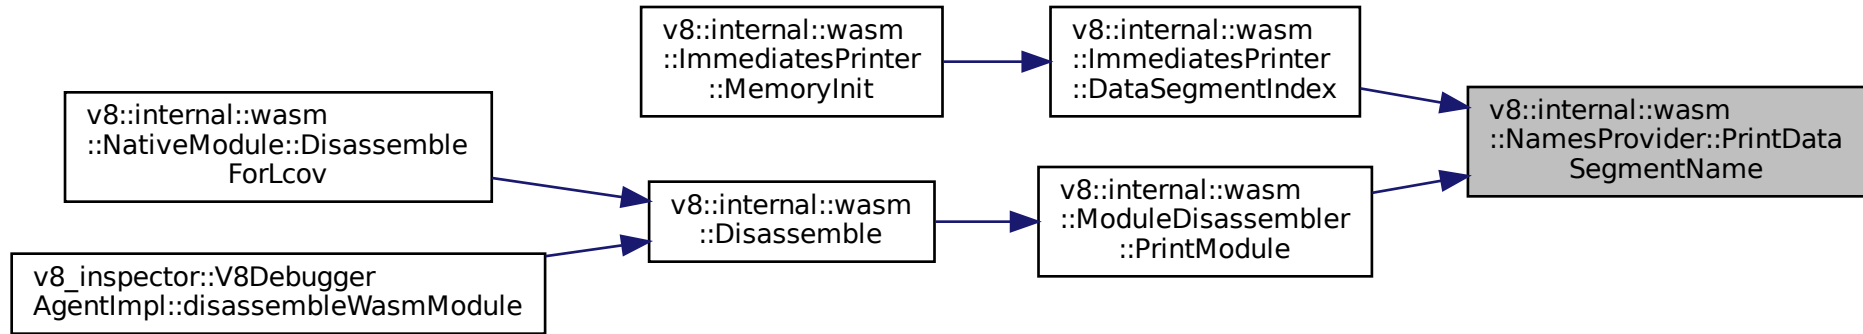 v8::internal::wasm
::ImmediatesPrinter
::MemoryInit
v8::internal::wasm
::ImmediatesPrinter
::DataSegmentIndex
v8::internal::wasm
::NamesProvider::PrintData
SegmentName
v8::internal::wasm
::NativeModule::Disassemble
ForLcov
v8::internal::wasm
::Disassemble
v8::internal::wasm
::ModuleDisassembler
::PrintModule
v8_inspector::V8Debugger
AgentImpl::disassembleWasmModule